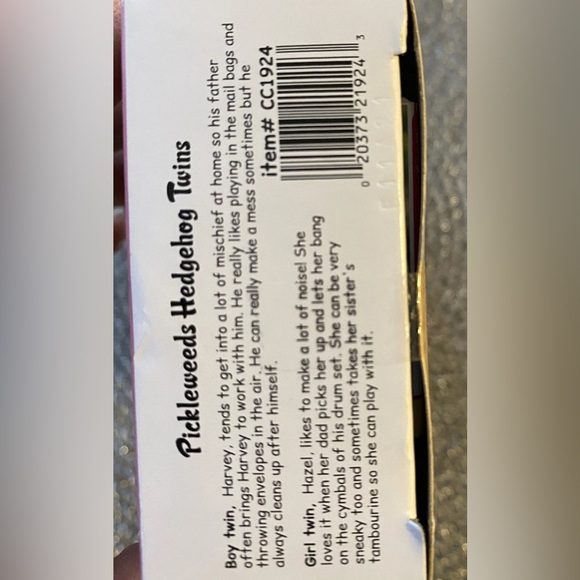 Pickleweeds Hedgehog Twins
Boy twin, Harvey, tends to get into a lot of mischief at home so his father
often brings Harvey to work with him. He really likes playing in the mail bags and
throwing envelopes in the air. He can really make a mess sometimes but he
always cleans up after himself.
item# CC1924
0 20373 21924 3
Girl twin, Hazel, likes to make a lot of noise! She
loves it when her dad picks her up and lets her bang
on the cymbals of his drum set. She can be very
sneaky too and sometimes takes her sister's
tambourine so she can play with it.